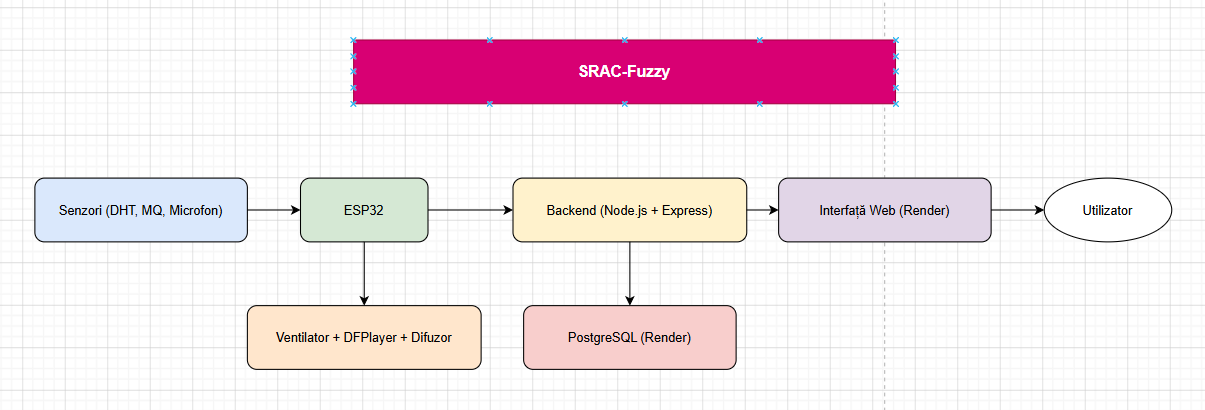 SRAC-Fuzzy
Senzori (DHT, MQ, Microfon)
ESP32
Backend (Node.js + Express)
Interfață Web (Render)
Utilizator
Ventilator + DFPlayer + Difuzor
PostgreSQL (Render)